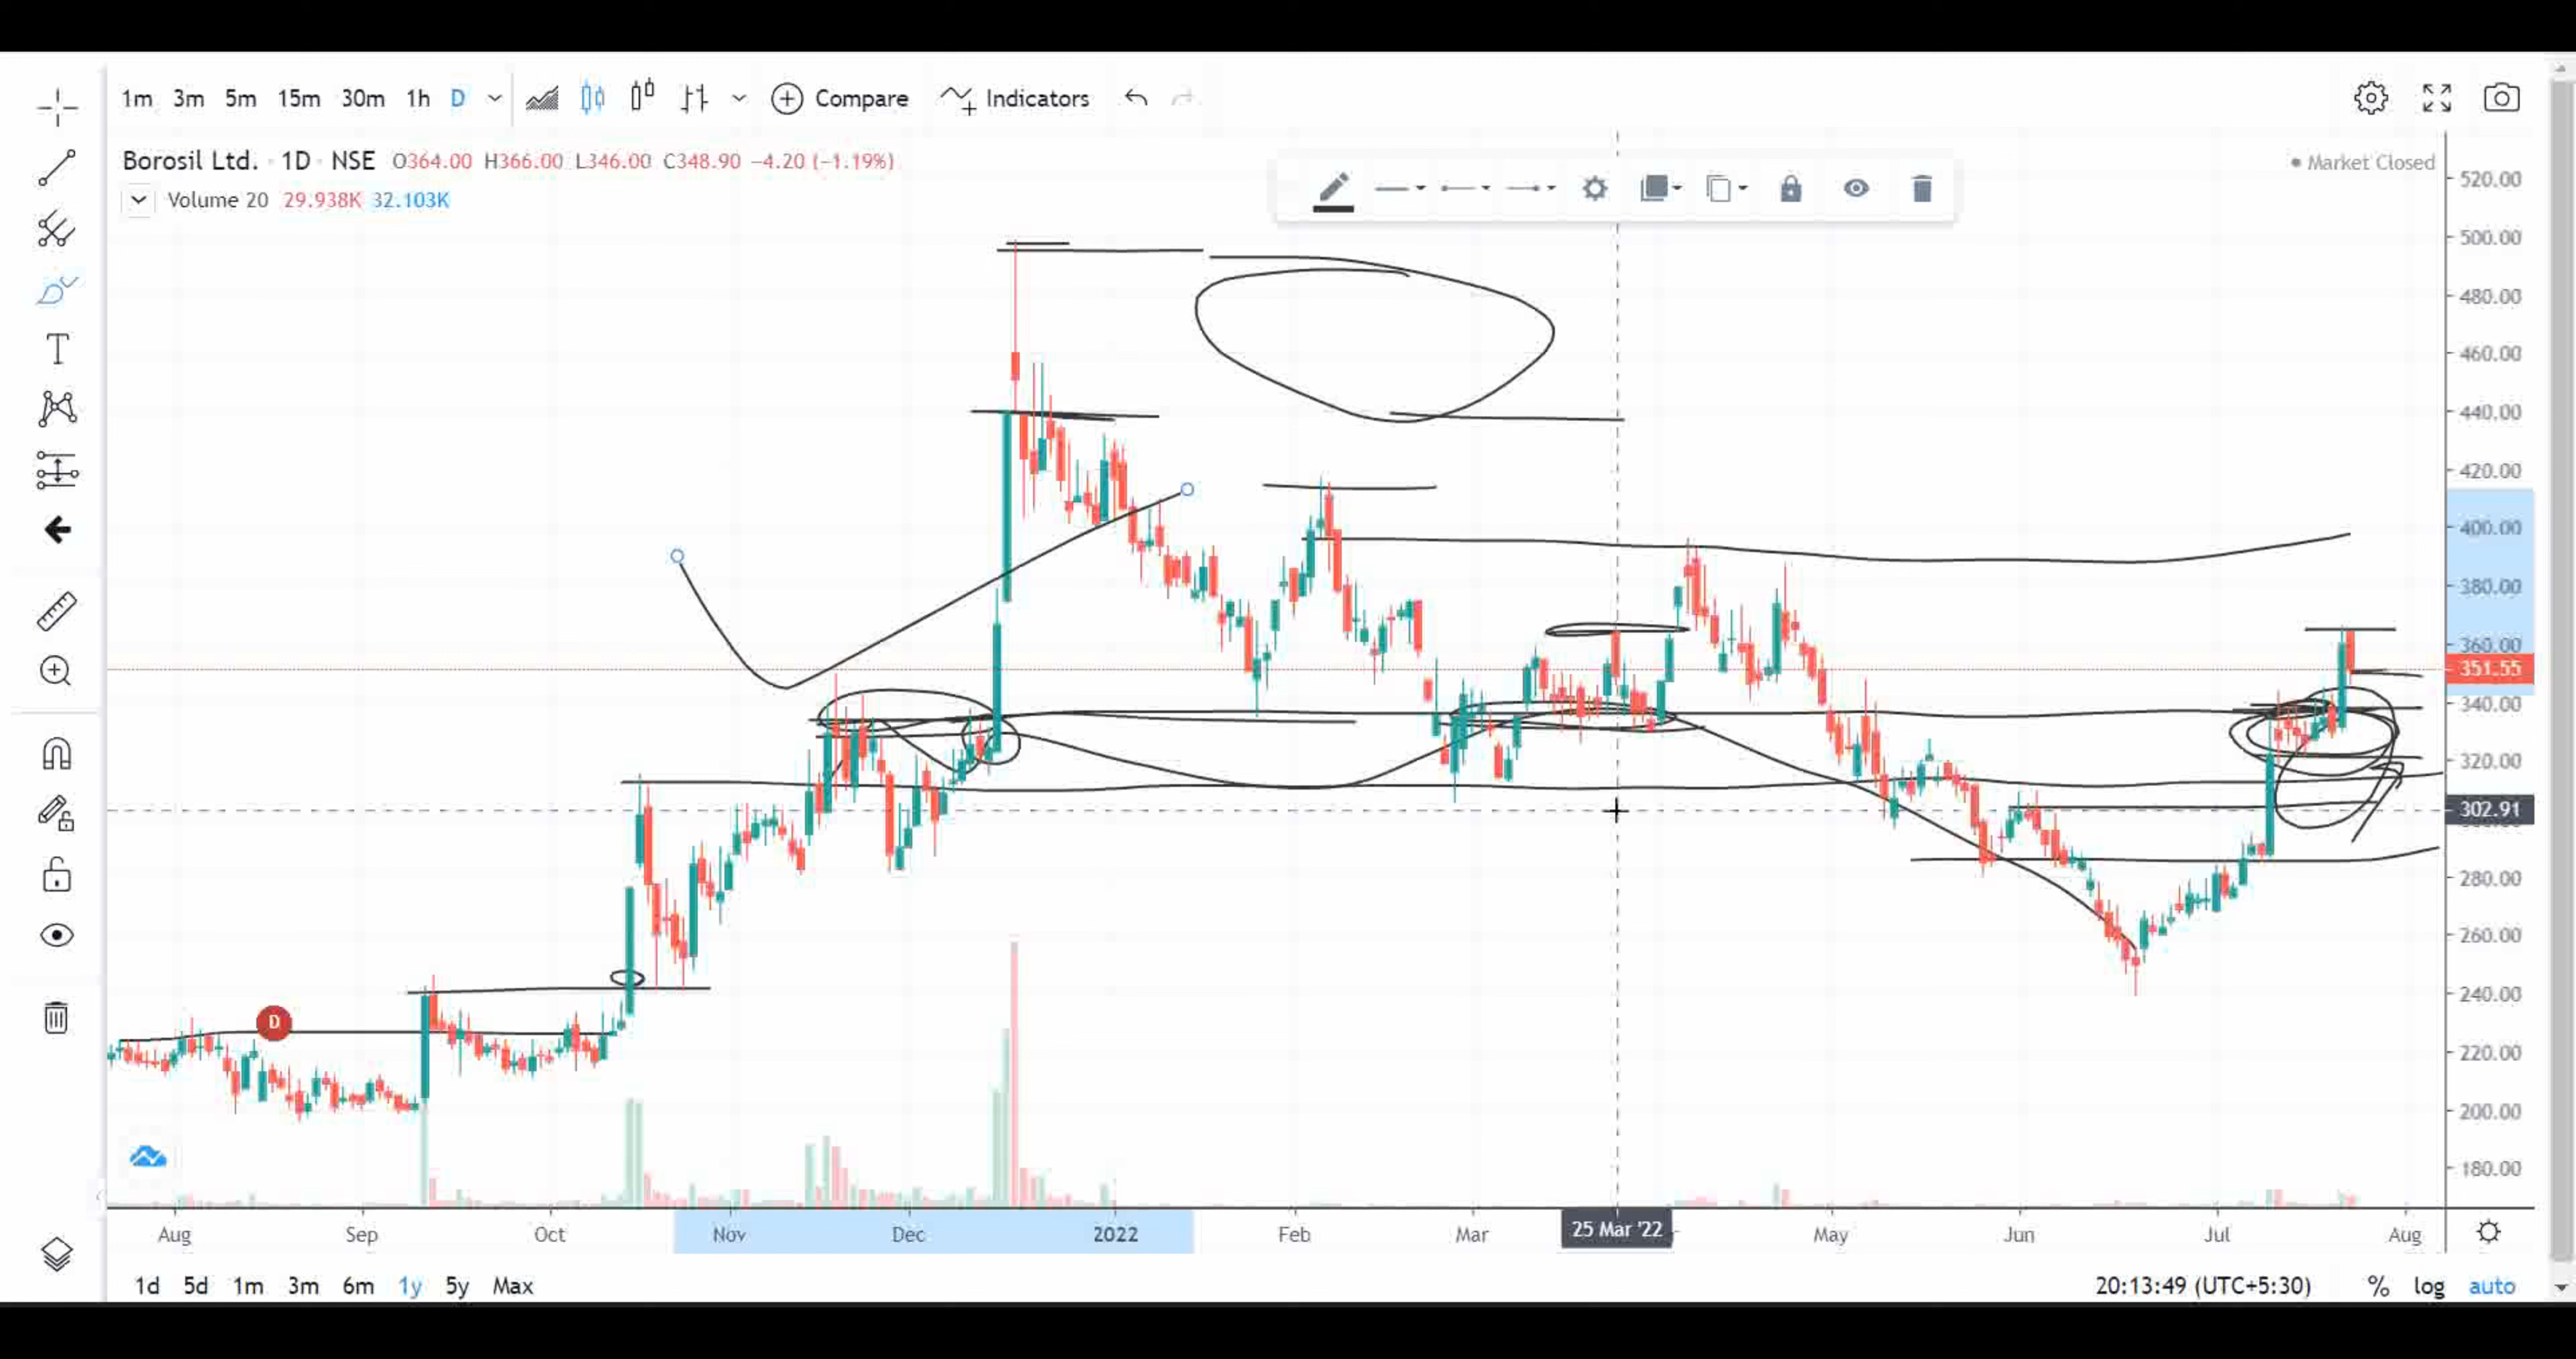 1m 3m 5m 15m 30m 1h D Compare Indicators
Borosil Ltd. · 1D · NSE O364.00 H366.00 L346.00 C348.90 −4.20 (−1.19%)
Market Closed
Volume 20 29.938K 32.103K
T
520.00
500.00
480.00
460.00
440.00
420.00
400.00
380.00
360.00
351.55
340.00
320.00
302.91
280.00
260.00
240.00
D
220.00
200.00
180.00
Aug Sep Oct Nov Dec 2022 Feb Mar 25 Mar '22 May Jun Jul Aug
1d 5d 1m 3m 6m 1y 5y Max 20:13:49 (UTC+5:30) % log auto